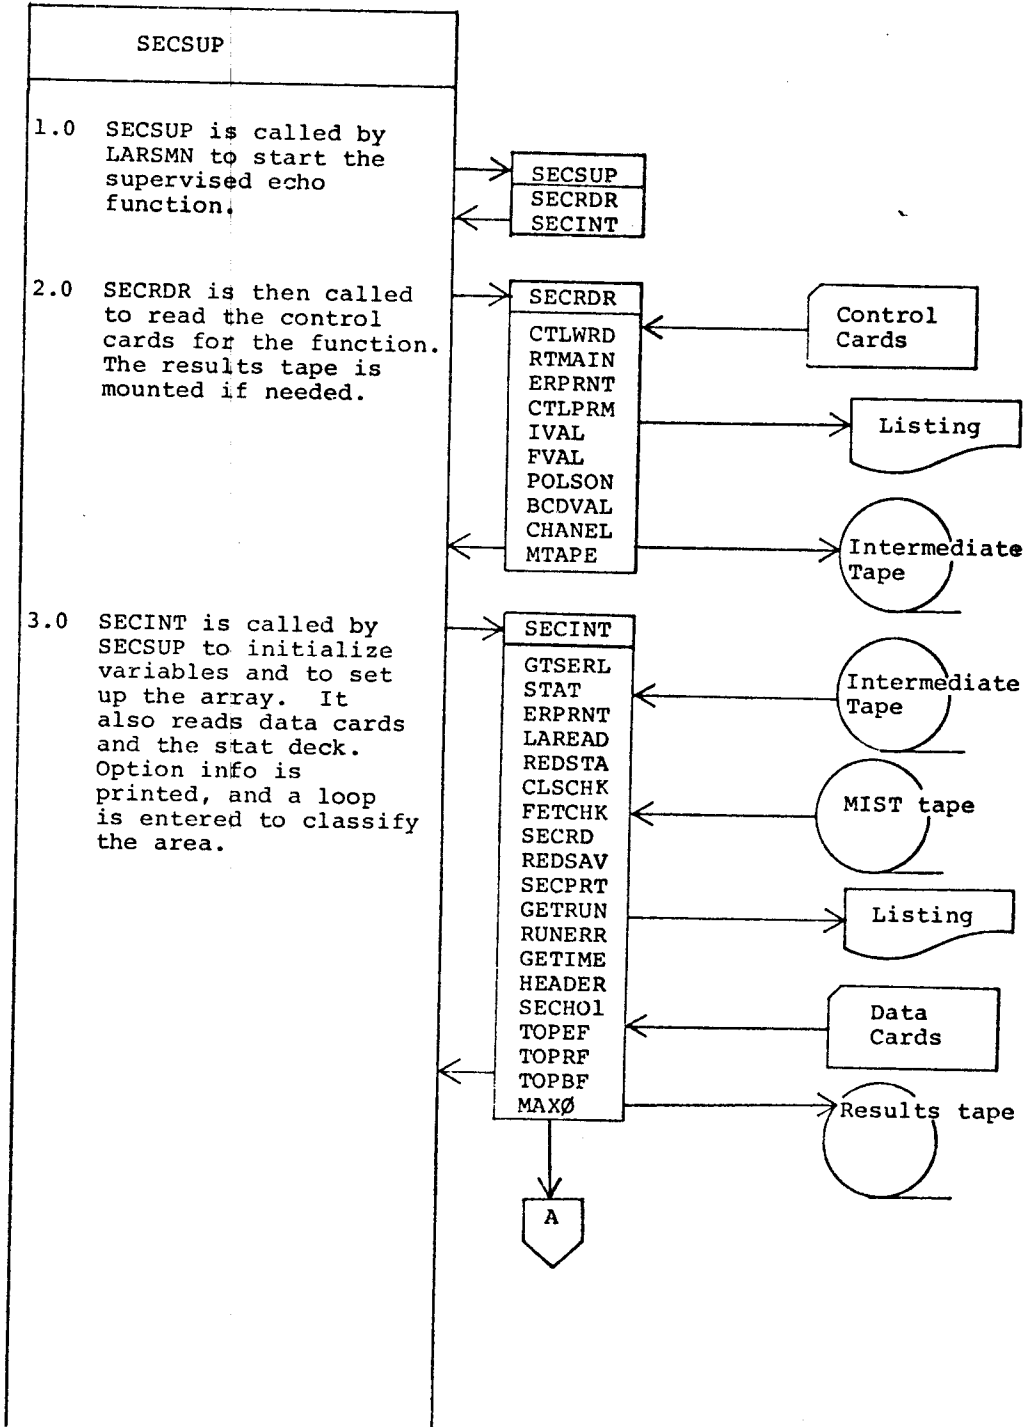 SECSUP
1.0 SECSUP is called by
LARSMN to start the
supervised echo
function.
SECSUP
SECRDR
SECINT
2.0 SECRDR is then called
to read the control
cards for the function.
The results tape is
mounted if needed.
SECRDR
CTLWRD
RTMAIN
ERPRNT
CTLPRM
IVAL
FVAL
POLSON
BCDVAL
CHANEL
MTAPE
Control
Cards
Listing
Intermediate
Tape
3.0 SECINT is called by
SECSUP to initialize
variables and to set
up the array. It
also reads data cards
and the stat deck.
Option info is
printed, and a loop
is entered to classify
the area.
SECINT
GTSERL
STAT
ERPRNT
LAREAD
REDSTA
CLSCHK
FETCHK
SECRD
REDSAV
SECPRT
GETRUN
RUNERR
GETIME
HEADER
SECHO1
TOPEF
TOPRF
TOPBF
MAXØ
Intermediate
Tape
MIST tape
Listing
Data
Cards
Results tape
A